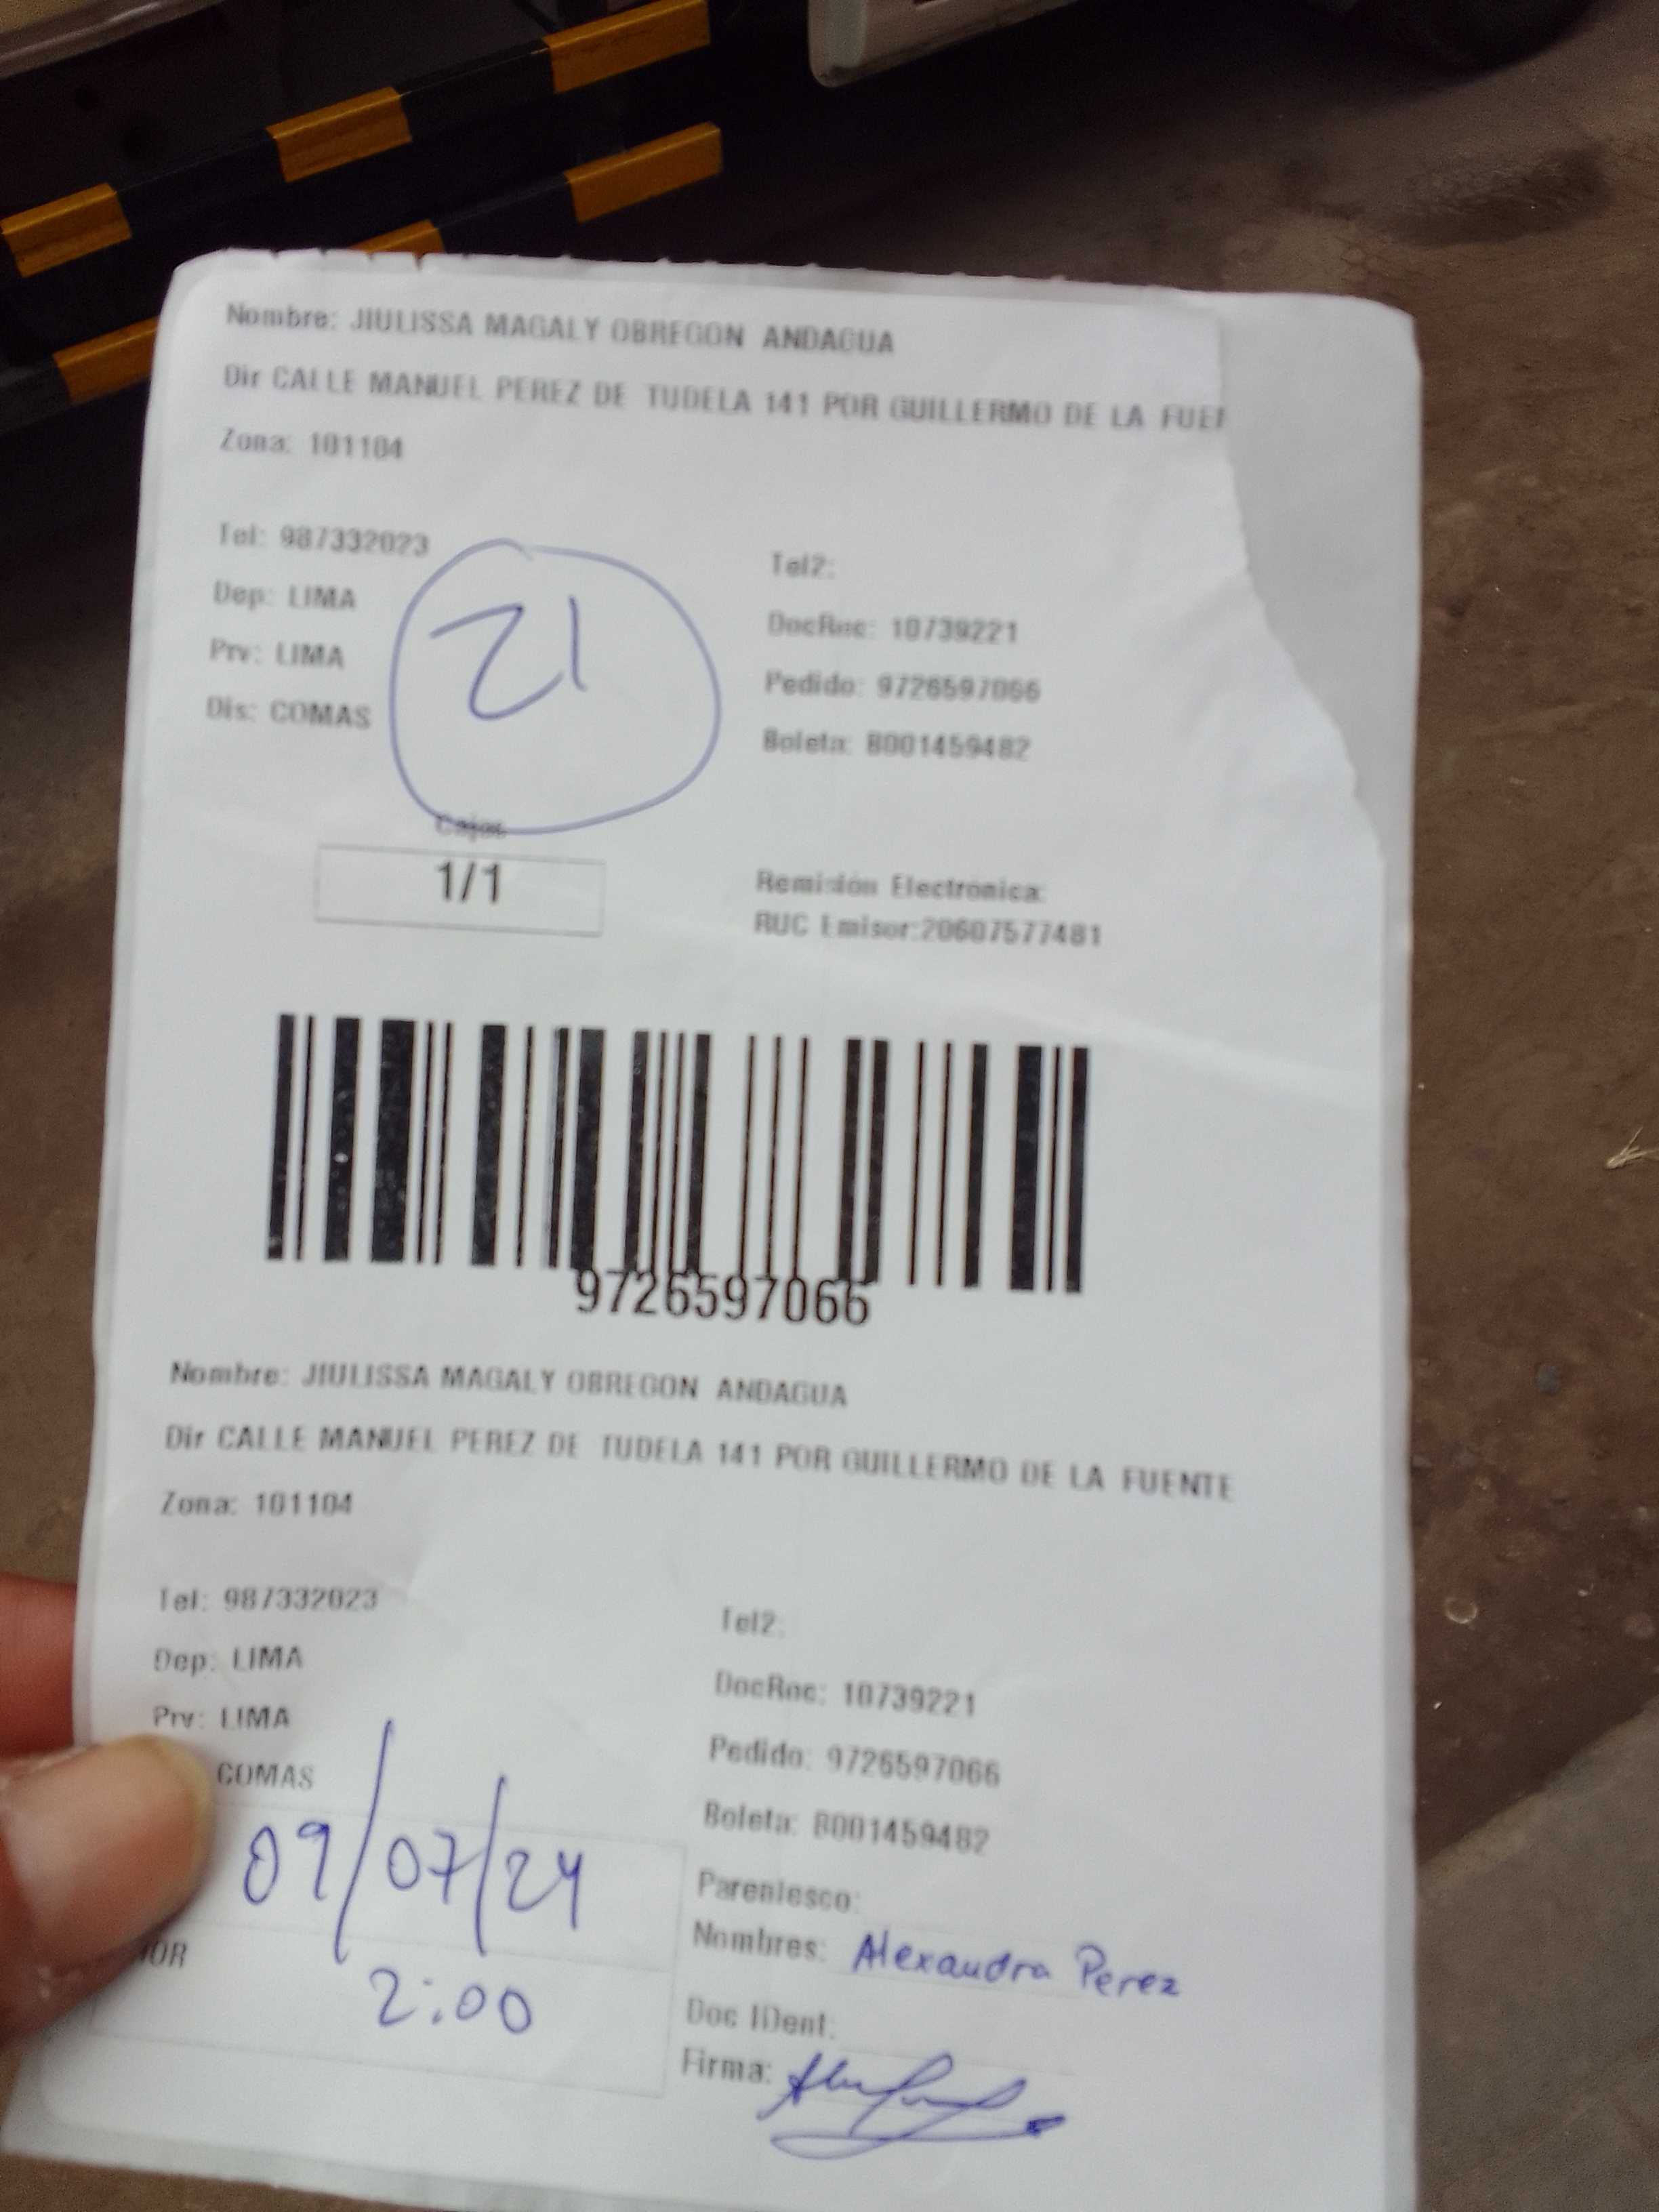 Nombre: JIULISSA MAGALY OBREGON ANDAGUA
Dir CALLE MANUEL PEREZ DE TUDELA 141 POR GUILLERMO DE LA FUEN
Zona: 101104
Tel: 987332023
Tel2:
Dep: LIMA
DocRec: 10739221
Prv: LIMA
Pedido: 9726597066
Dis: COMAS
Boleta: B001459482
21
Cajas
1/1
Remisión Electrónica:
RUC Emisor:20607577481
9726597066
Nombre: JIULISSA MAGALY OBREGON ANDAGUA
Dir CALLE MANUEL PEREZ DE TUDELA 141 POR GUILLERMO DE LA FUENTE
Zona: 101104
Tel: 987332023
Tel2:
Dep: LIMA
DocRec: 10739221
Prv: LIMA
Pedido: 9726597066
COMAS
Boleta: B001459482
09/07/24
Parentesco:
Nombres: Alexandra Perez
2:00
Doc IDent:
Firma: